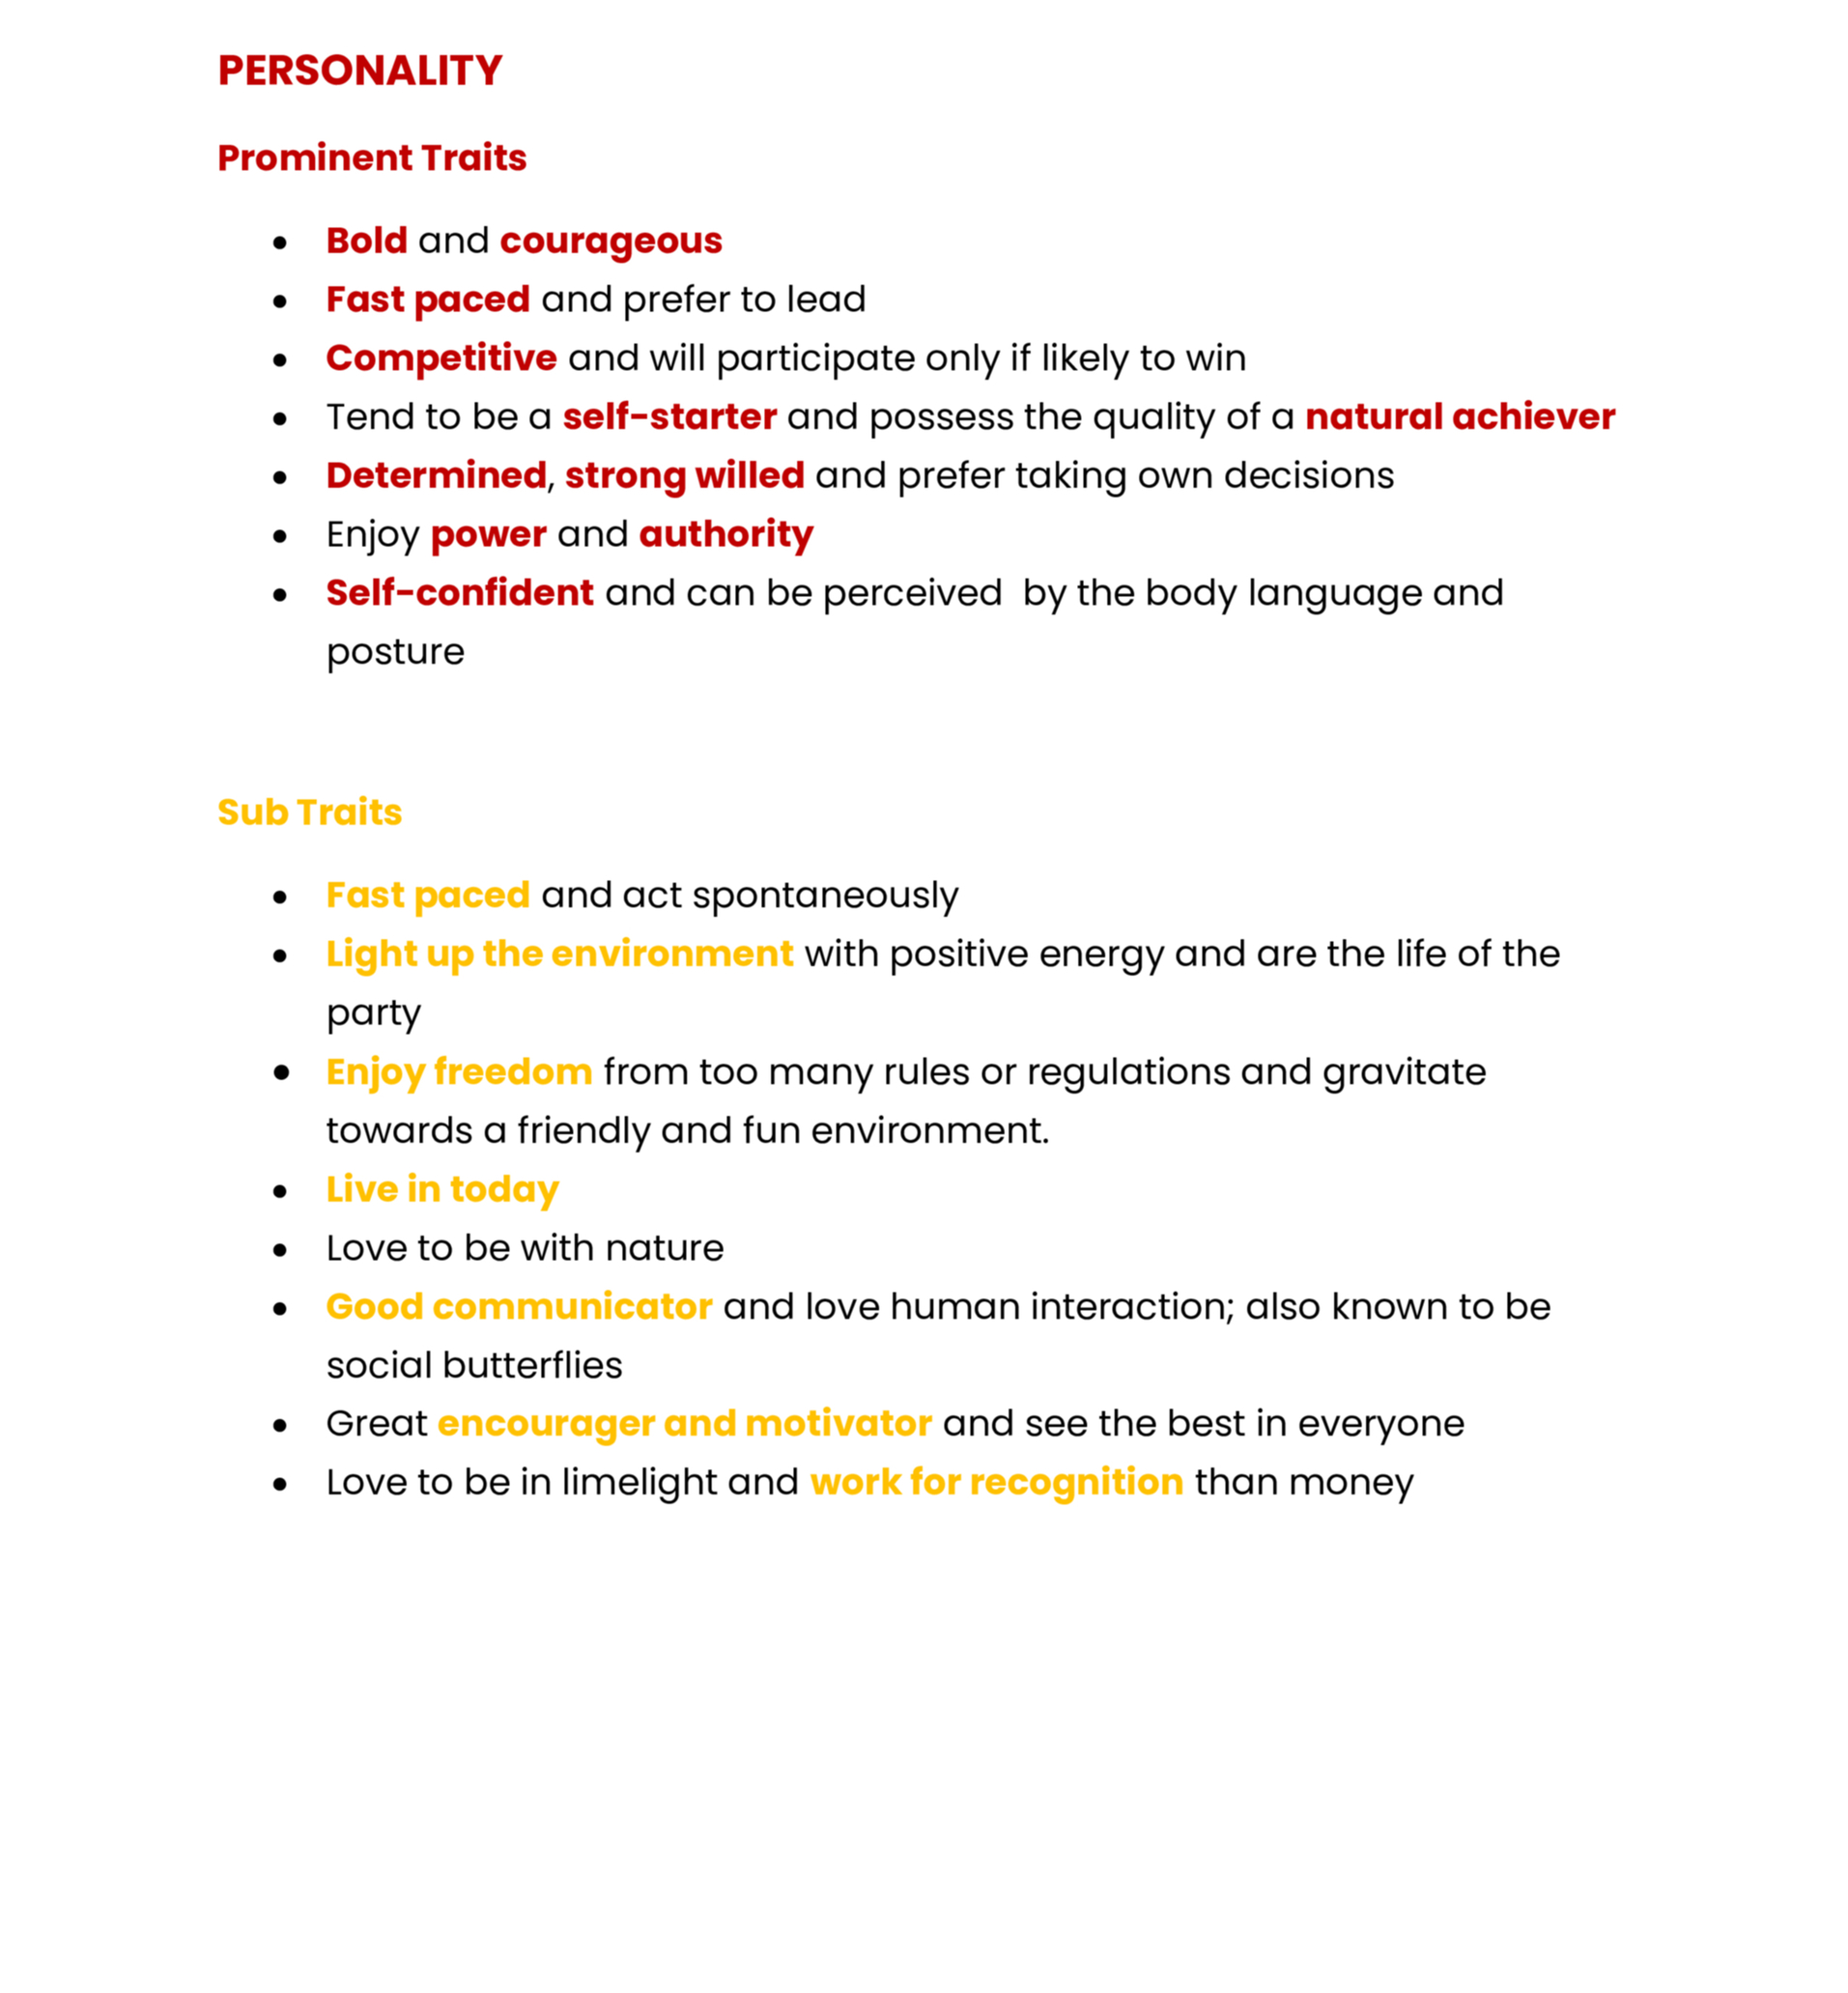 PERSONALITY
Prominent Traits
• Bold and courageous
• Fast paced and prefer to lead
• Competitive and will participate only if likely to win
• Tend to be a self-starter and possess the quality of a natural achiever
• Determined, strong willed and prefer taking own decisions
• Enjoy power and authority
• Self-confident and can be perceived  by the body language and
posture
Sub Traits
• Fast paced and act spontaneously
• Light up the environment with positive energy and are the life of the
party
• Enjoy freedom from too many rules or regulations and gravitate
towards a friendly and fun environment.
• Live in today
• Love to be with nature
• Good communicator and love human interaction; also known to be
social butterflies
• Great encourager and motivator and see the best in everyone
• Love to be in limelight and work for recognition than money